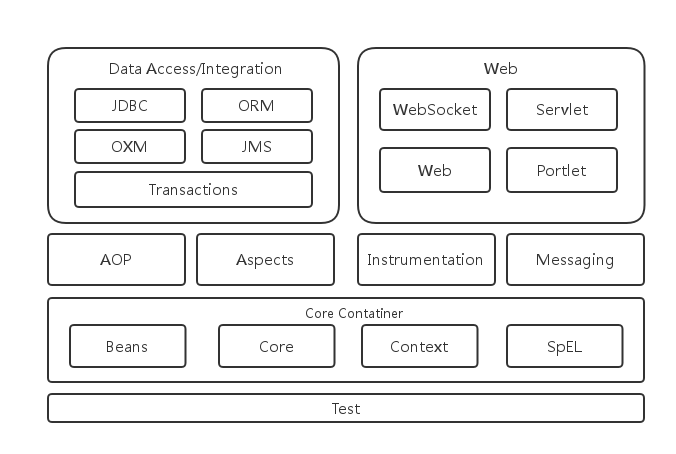 Data Access/Integration
Web
JDBC
ORM
WebSocket
Servlet
OXM
JMS
Web
Portlet
Transactions
AOP
Aspects
Instrumentation
Messaging
Core Contatiner
Beans
Core
Context
SpEL
Test